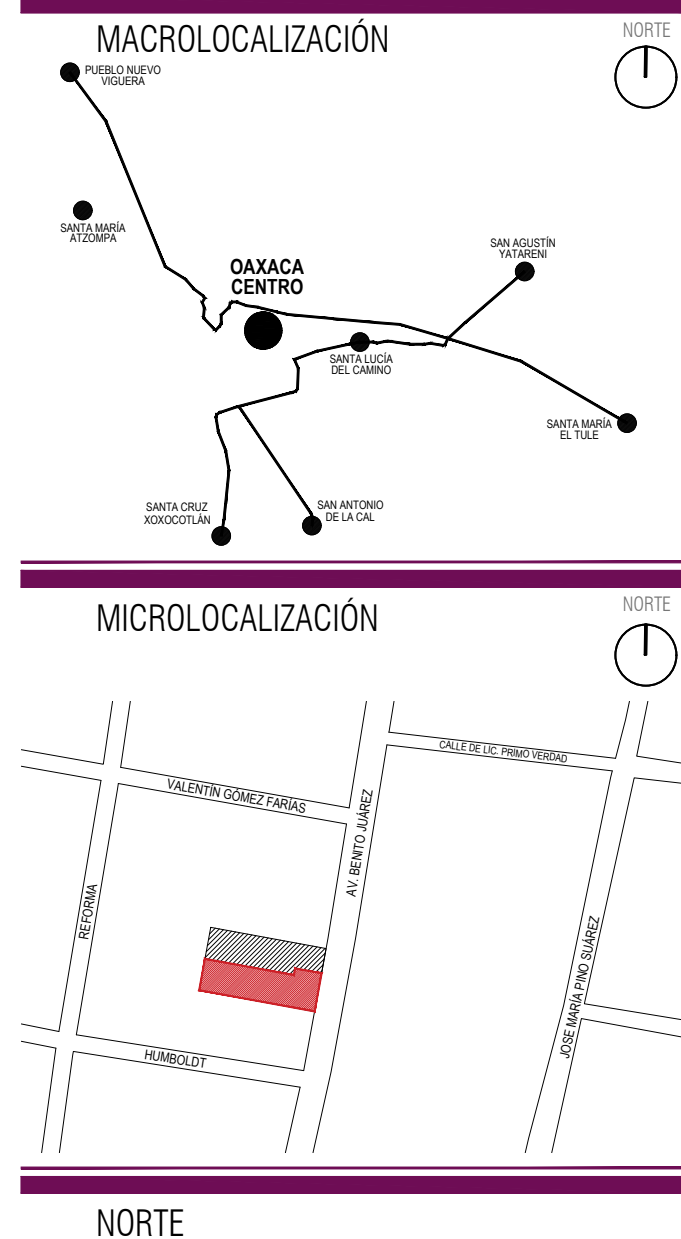 MACROLOCALIZACIÓN
NORTE
PUEBLO NUEVO
VIGUERA
SANTA MARÍA
ATZOMPA
OAXACA
CENTRO
SAN AGUSTÍN
YATARENI
SANTA LUCÍA
DEL CAMINO
SANTA MARÍA
EL TULE
SANTA CRUZ
XOXOCOTLÁN
SAN ANTONIO
DE LA CAL
MICROLOCALIZACIÓN
NORTE
CALLE DE LIC. PRIMO VERDAD
VALENTÍN GÓMEZ FARÍAS
AV. BENITO JUÁREZ
REFORMA
JOSE MARÍA PINO SUÁREZ
HUMBOLDT
NORTE